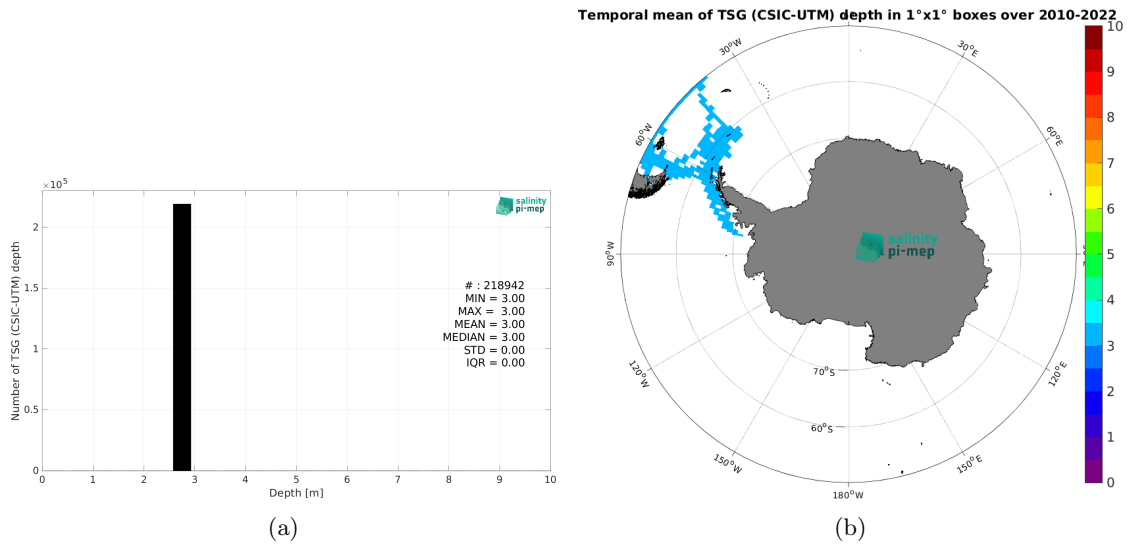 Temporal mean of TSG (CSIC-UTM) depth in 1°x1° boxes over 2010-2022
×10⁵
Number of TSG (CSIC-UTM) depth
2
1.5
1
0.5
0
0 1 2 3 4 5 6 7 8 9 10
Depth [m]
salinity
pi-mep
# : 218942
MIN = 3.00
MAX = 3.00
MEAN = 3.00
MEDIAN = 3.00
STD = 0.00
IQR = 0.00
(a)
30°W
30°E
60°W
60°E
90°W
120°W
120°E
150°W
150°E
180°W
70°S
60°S
salinity
pi-mep
10
9
8
7
6
5
4
3
2
1
0
(b)